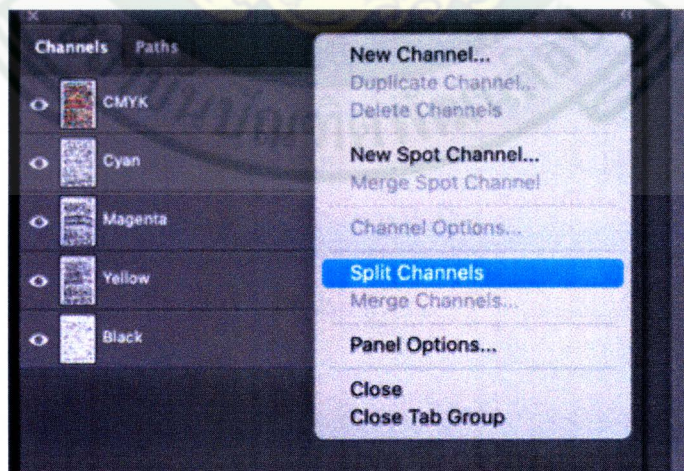 Channels Paths
CMYK
Cyan
Magenta
Yellow
Black
New Channel...
Duplicate Channel...
Delete Channels
New Spot Channel...
Merge Spot Channel
Channel Options...
Split Channels
Merge Channels...
Panel Options...
Close
Close Tab Group